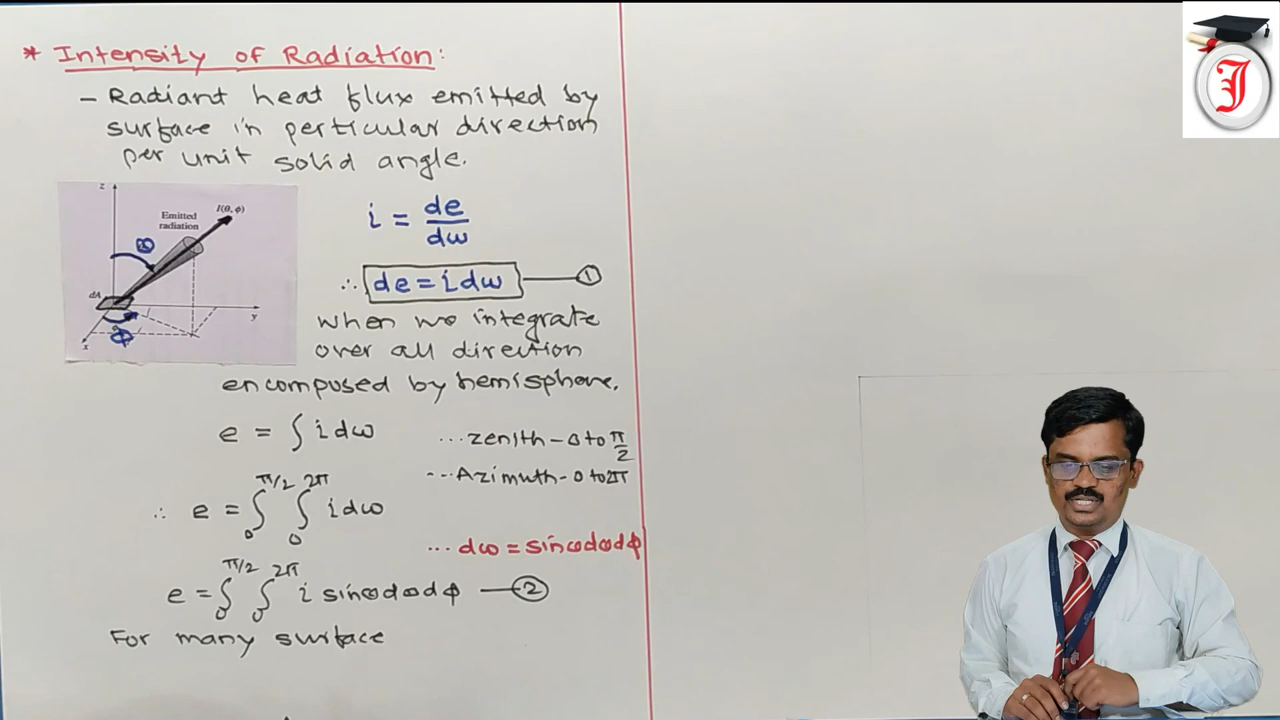 * Intensity of Radiation:
- Radiant heat flux emitted by
surface in perticular direction
per unit solid angle.
z
I(θ, ϕ)
Emitted
radiation
θ
dA
y
x
ϕ
i = de/dω
∴ de = i dω — ①
when we integrate
over all direction
encomposed by hemisphere.
e = ∫ i dω ...zenith - 0 to π/2
...Azimuth - 0 to 2π
∴ e = ∫₀^π/2 ∫₀^2π i dω
... dω = sinθ dθ dϕ
e = ∫₀^π/2 ∫₀^2π i sinθ dθ dϕ — ②
For many surface
J